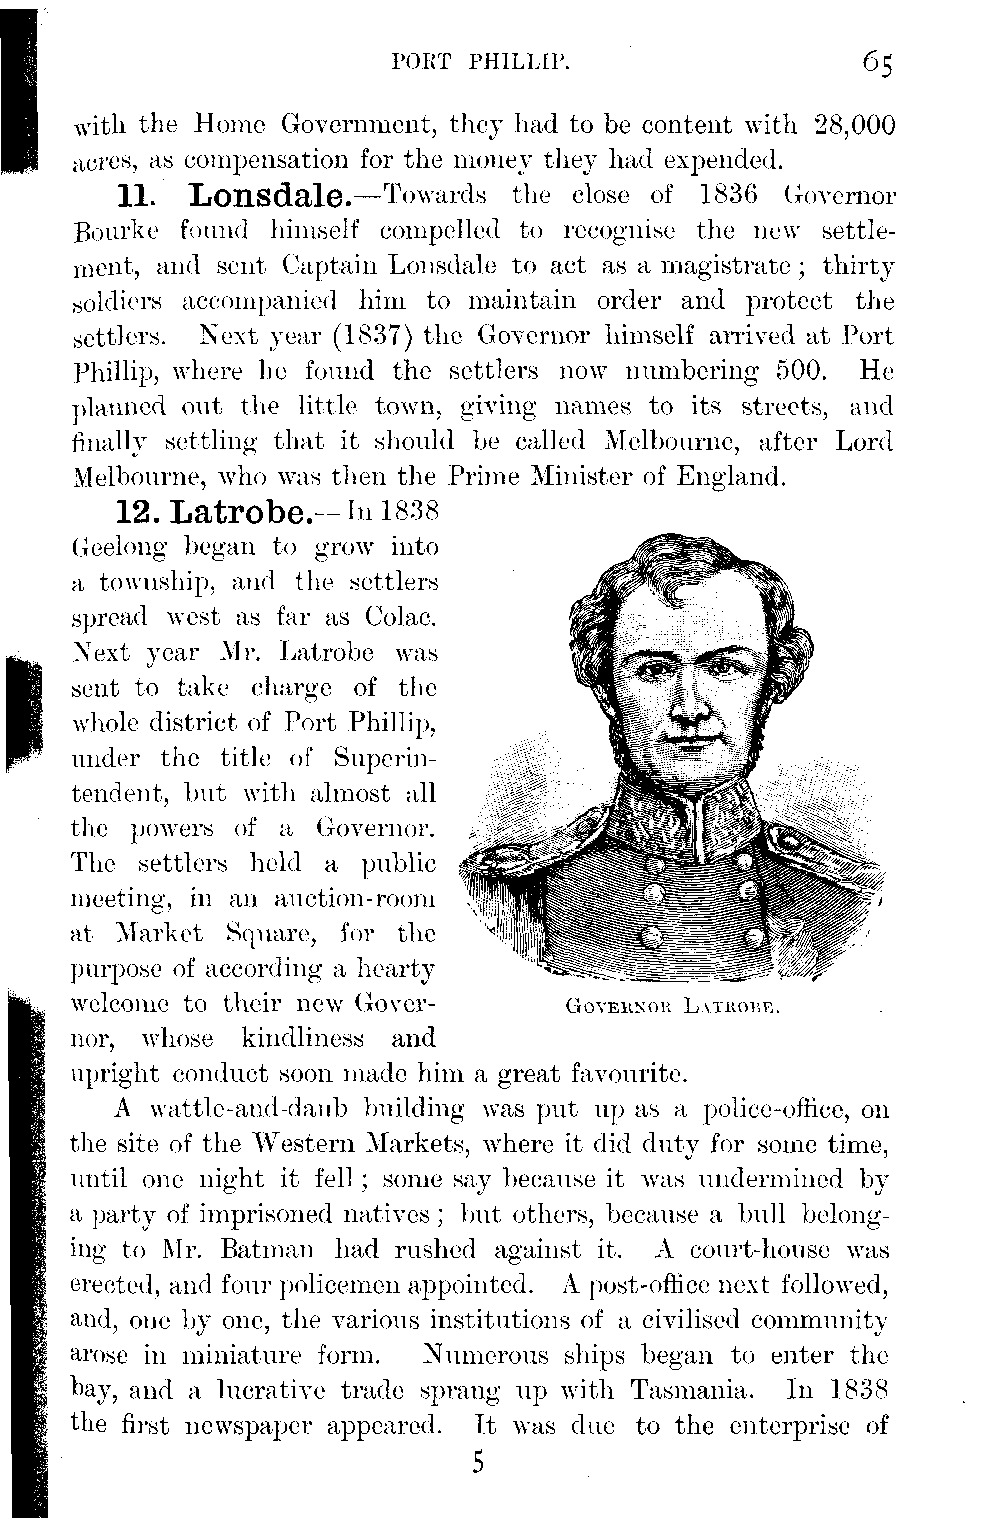 PORT PHILLIP. 65
with the Home Government, they had to be content with 28,000
acres, as compensation for the money they had expended.
11. Lonsdale.—Towards the close of 1836 Governor
Bourke found himself compelled to recognise the new settle-
ment, and sent Captain Lonsdale to act as a magistrate; thirty
soldiers accompanied him to maintain order and protect the
settlers. Next year (1837) the Governor himself arrived at Port
Phillip, where he found the settlers now numbering 500. He
planned out the little town, giving names to its streets, and
finally settling that it should be called Melbourne, after Lord
Melbourne, who was then the Prime Minister of England.
12. Latrobe.—In 1838
Geelong began to grow into
a township, and the settlers
spread west as far as Colac.
Next year Mr. Latrobe was
sent to take charge of the
whole district of Port Phillip,
under the title of Superin-
tendent, but with almost all
the powers of a Governor.
The settlers held a public
meeting, in an auction-room
at Market Square, for the
purpose of according a hearty
welcome to their new Gover-
nor, whose kindliness and
upright conduct soon made him a great favourite.
GOVERNOR LATROBE.
A wattle-and-daub building was put up as a police-office, on
the site of the Western Markets, where it did duty for some time,
until one night it fell; some say because it was undermined by
a party of imprisoned natives; but others, because a bull belong-
ing to Mr. Batman had rushed against it. A court-house was
erected, and four policemen appointed. A post-office next followed,
and, one by one, the various institutions of a civilised community
arose in miniature form. Numerous ships began to enter the
bay, and a lucrative trade sprang up with Tasmania. In 1838
the first newspaper appeared. It was due to the enterprise of
5